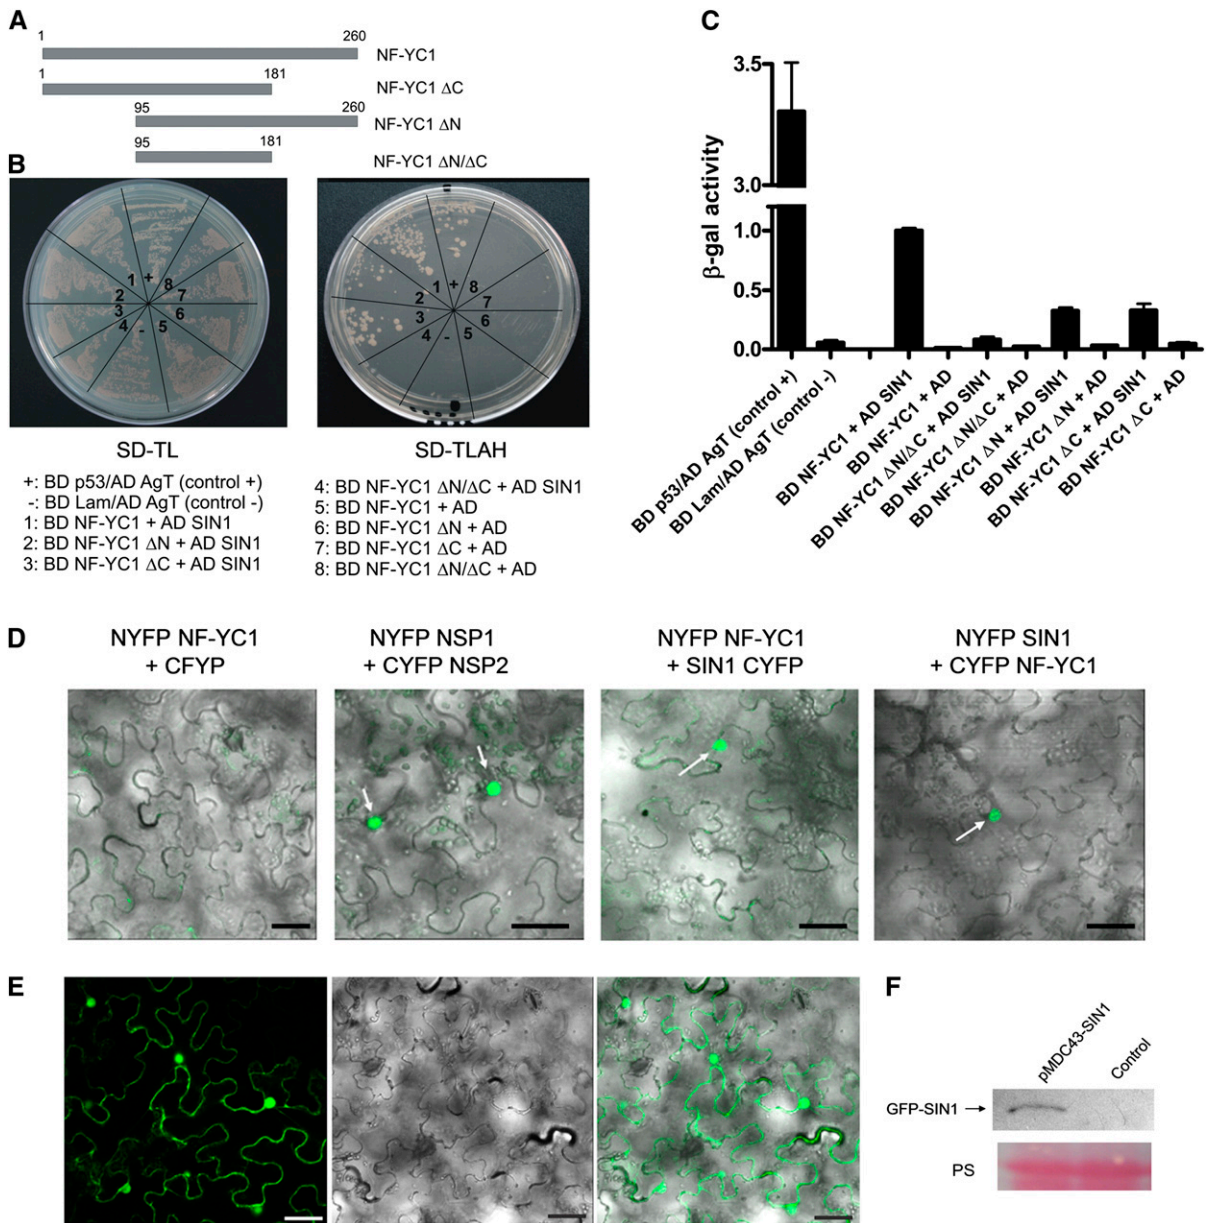 A
1 260
NF-YC1
1 181
NF-YC1 ΔC
95 260
NF-YC1 ΔN
95 181
NF-YC1 ΔN/ΔC
B
1 + 8
2 7
3 6
4 - 5
SD-TL
1 + 8
2 7
3 6
4 - 5
SD-TLAH
+: BD p53/AD AgT (control +)
-: BD Lam/AD AgT (control -)
1: BD NF-YC1 + AD SIN1
2: BD NF-YC1 ΔN + AD SIN1
3: BD NF-YC1 ΔC + AD SIN1
4: BD NF-YC1 ΔN/ΔC + AD SIN1
5: BD NF-YC1 + AD
6: BD NF-YC1 ΔN + AD
7: BD NF-YC1 ΔC + AD
8: BD NF-YC1 ΔN/ΔC + AD
C
β-gal activity
3.5
3.0
1.0
0.5
0.0
BD p53/AD AgT (control +)
BD Lam/AD AgT (control -)
BD NF-YC1 + AD SIN1
BD NF-YC1 + AD
BD NF-YC1 ΔN/ΔC + AD SIN1
BD NF-YC1 ΔN/ΔC + AD
BD NF-YC1 ΔN + AD SIN1
BD NF-YC1 ΔN + AD
BD NF-YC1 ΔC + AD SIN1
BD NF-YC1 ΔC + AD
D
NYFP NF-YC1
+ CFYP
NYFP NSP1
+ CYFP NSP2
NYFP NF-YC1
+ SIN1 CYFP
NYFP SIN1
+ CYFP NF-YC1
E
F
pMDC43-SIN1
Control
GFP-SIN1
PS